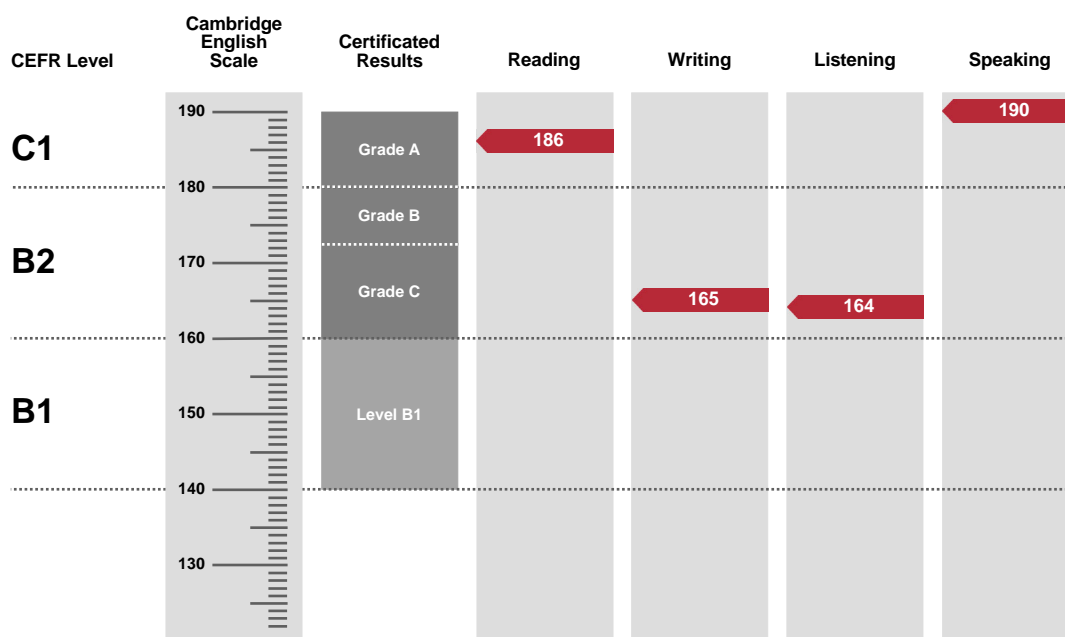 CEFR Level
Cambridge
English
Scale
Certificated
Results
Reading
Writing
Listening
Speaking
190
190
C1
Grade A
186
180
Grade B
B2
170
Grade C
165
164
160
B1
150
Level B1
140
130